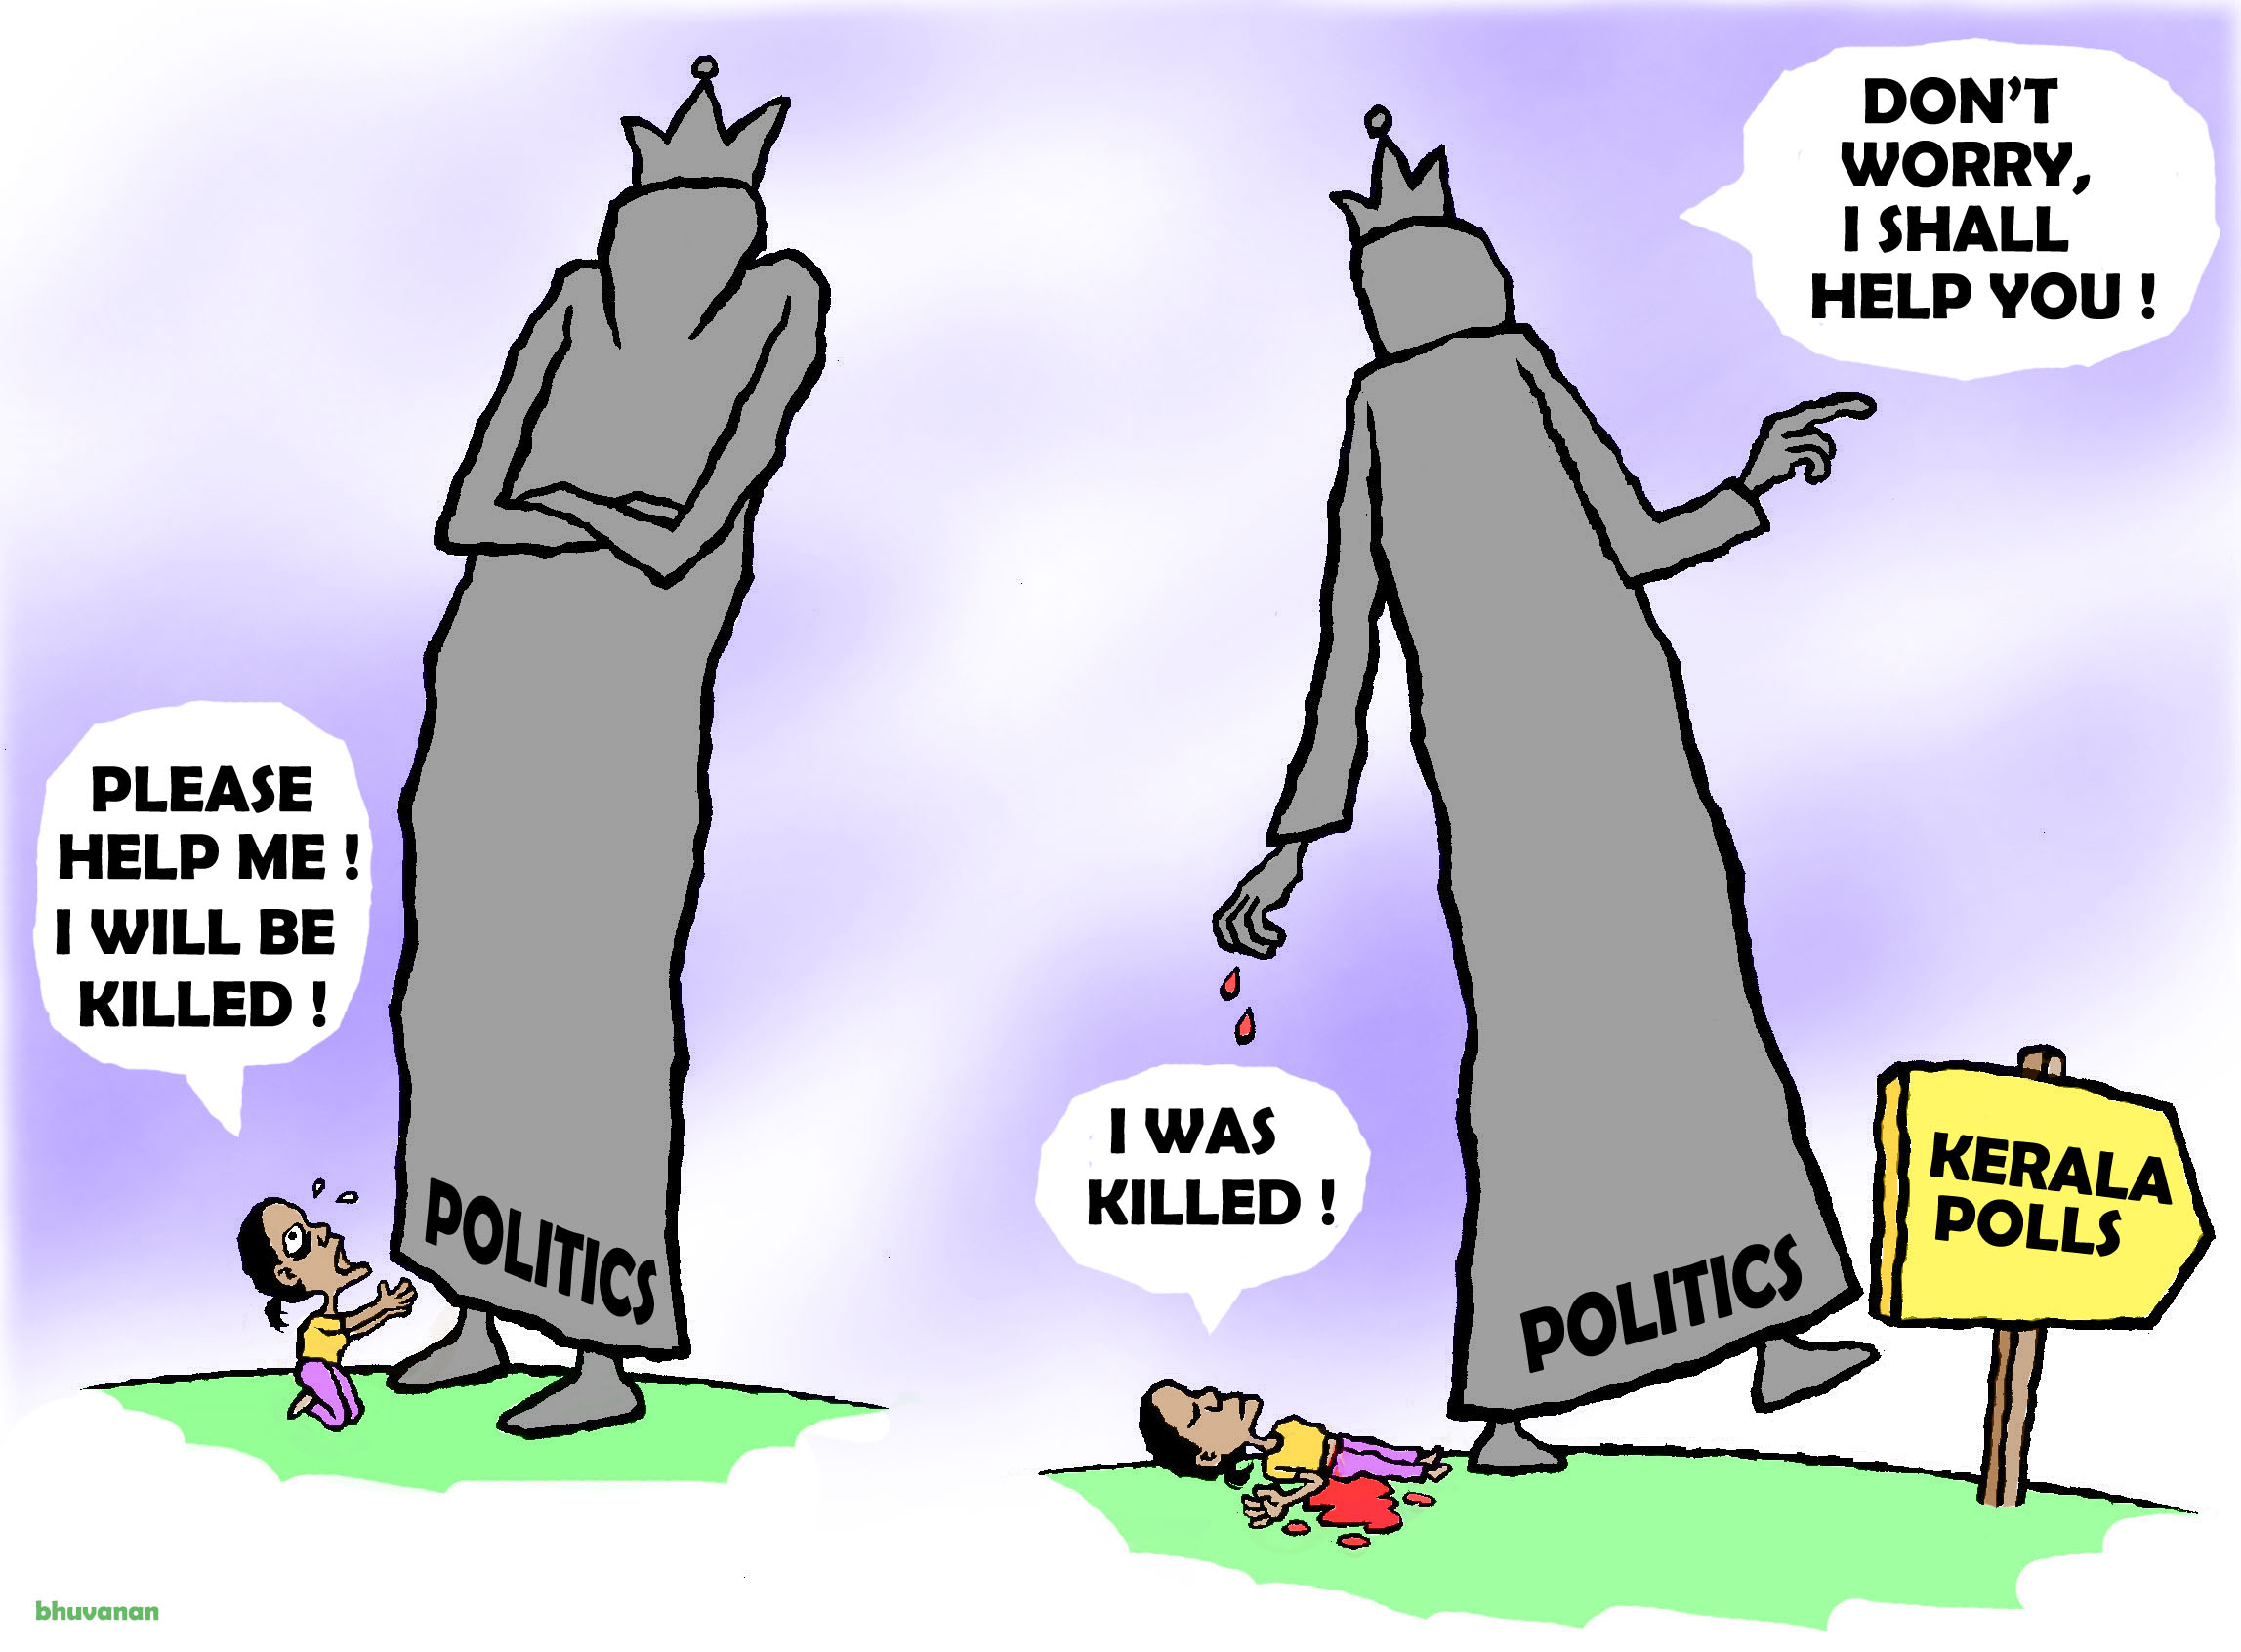 PLEASE
HELP ME !
I WILL BE
KILLED !
POLITICS
DON'T
WORRY,
I SHALL
HELP YOU !
I WAS
KILLED !
POLITICS
KERALA
POLLS
bhuvanan